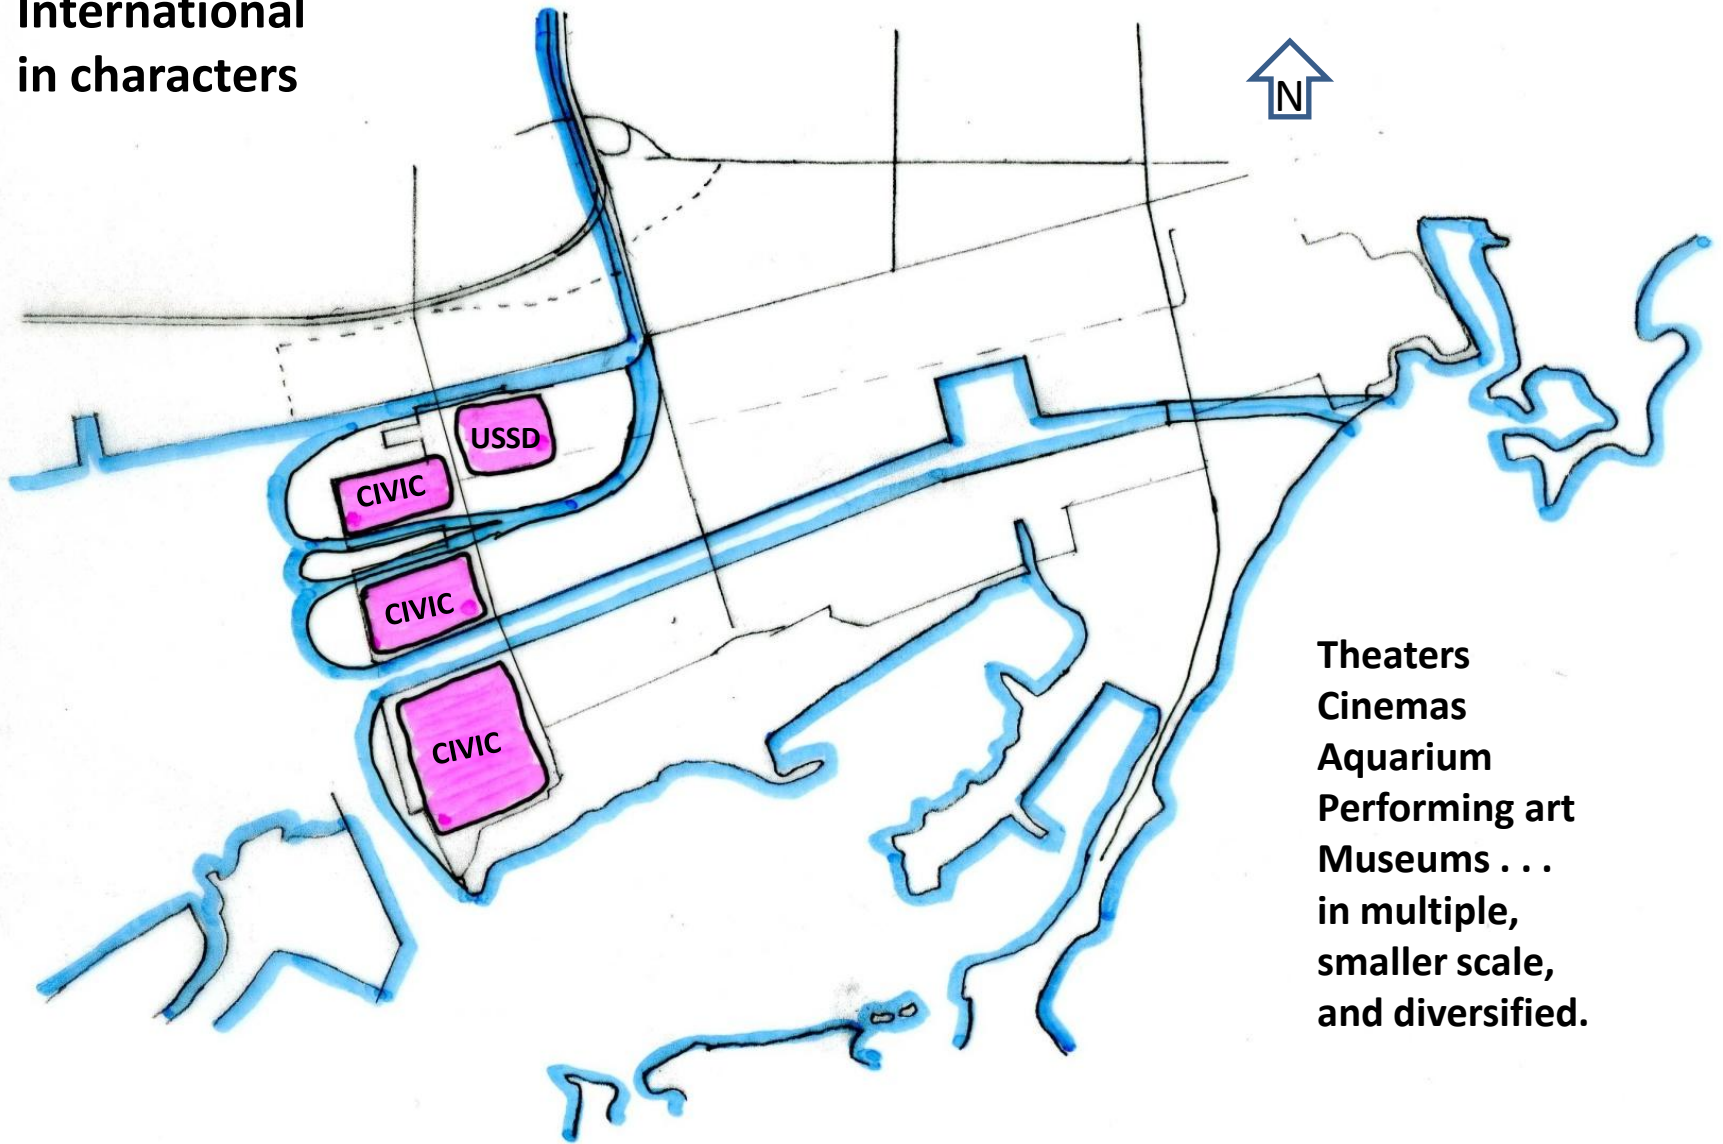 International
in characters
N
USSD
CIVIC
CIVIC
CIVIC
Theaters
Cinemas
Aquarium
Performing art
Museums . . .
in multiple,
smaller scale,
and diversified.